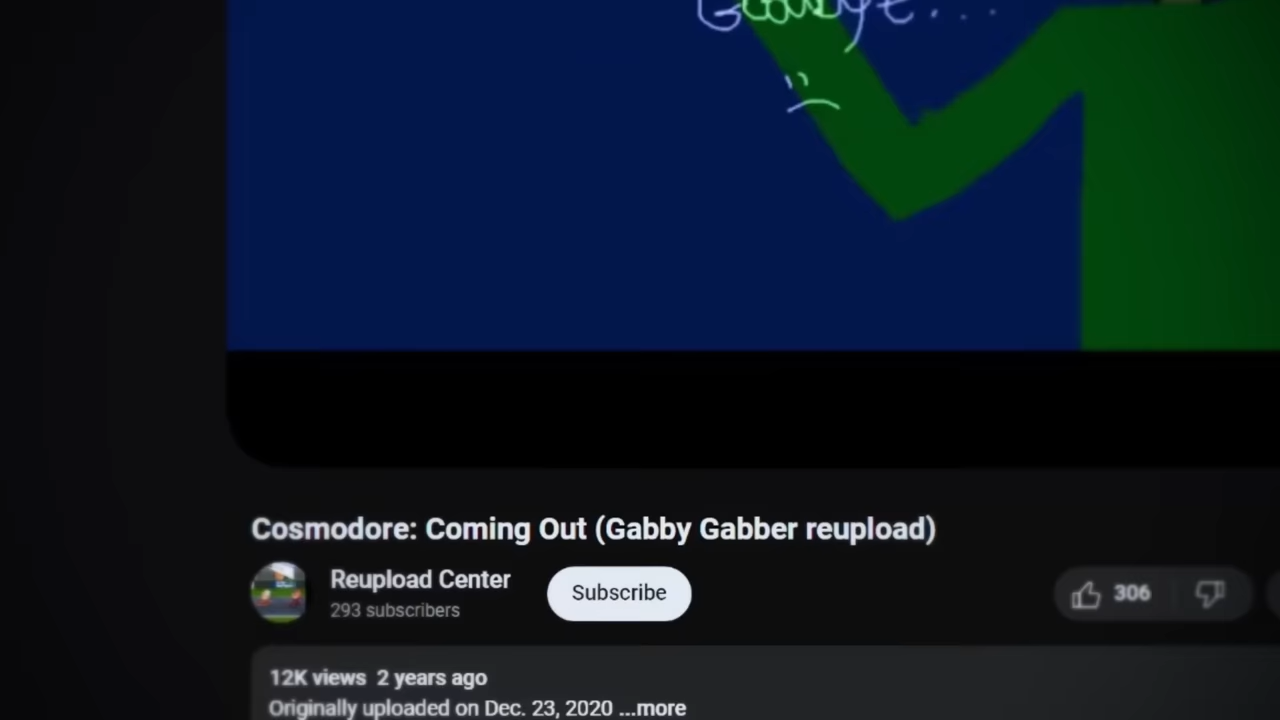 Goodbye...
Cosmodore: Coming Out (Gabby Gabber reupload)
Reupload Center
293 subscribers
Subscribe
306
12K views 2 years ago
Originally uploaded on Dec. 23, 2020 ...more